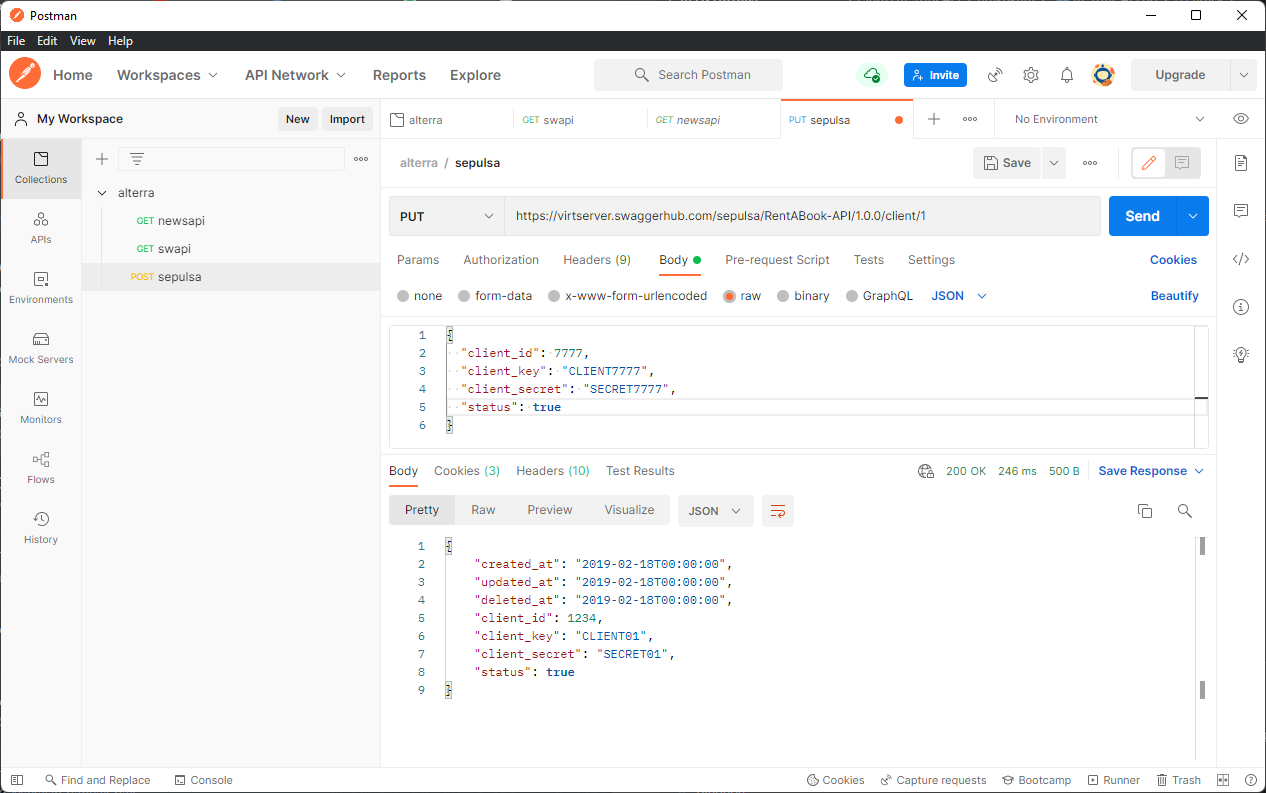 Postman
File Edit View Help
Home Workspaces API Network Reports Explore Search Postman Invite Upgrade
My Workspace New Import alterra GET swapi GET newsapi PUT sepulsa No Environment
alterra / sepulsa Save
Collections
APIs
Environments
Mock Servers
Monitors
Flows
History
alterra
GET newsapi
GET swapi
POST sepulsa
PUT https://virtserver.swaggerhub.com/sepulsa/RentABook-API/1.0.0/client/1 Send
Params Authorization Headers (9) Body Pre-request Script Tests Settings Cookies
none form-data x-www-form-urlencoded raw binary GraphQL JSON Beautify
1 {
2 "client_id": 7777,
3 "client_key": "CLIENT7777",
4 "client_secret": "SECRET7777",
5 "status": true
6 }
Body Cookies (3) Headers (10) Test Results 200 OK 246 ms 500 B Save Response
Pretty Raw Preview Visualize JSON
1 {
2 "created_at": "2019-02-18T00:00:00",
3 "updated_at": "2019-02-18T00:00:00",
4 "deleted_at": "2019-02-18T00:00:00",
5 "client_id": 1234,
6 "client_key": "CLIENT01",
7 "client_secret": "SECRET01",
8 "status": true
9 }
Find and Replace Console Cookies Capture requests Bootcamp Runner Trash